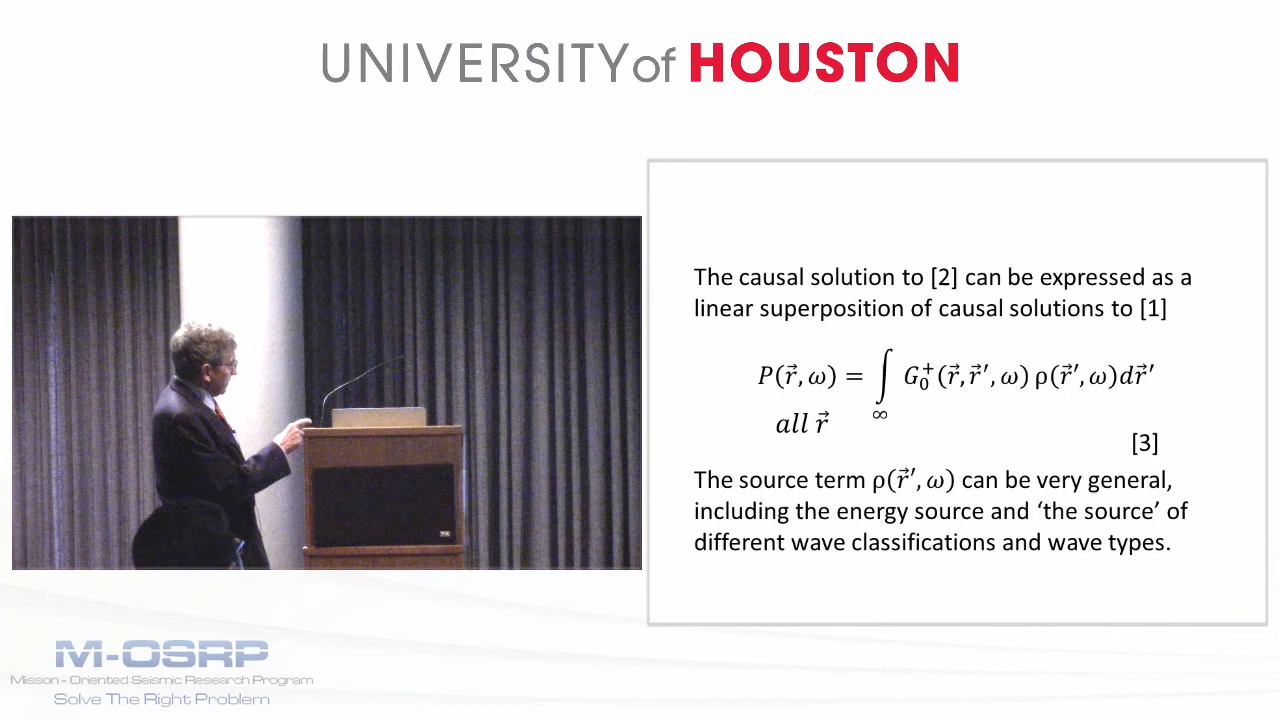 UNIVERSITY of HOUSTON
The causal solution to [2] can be expressed as a
linear superposition of causal solutions to [1]
𝑃(𝑟⃗, 𝜔) = ∫ 𝐺₀⁺(𝑟⃗, 𝑟⃗ ′, 𝜔) ρ(𝑟⃗ ′, 𝜔)𝑑𝑟⃗ ′
∞
𝑎𝑙𝑙 𝑟⃗
[3]
The source term ρ(𝑟⃗ ′, 𝜔) can be very general,
including the energy source and ‘the source’ of
different wave classifications and wave types.
M-OSRP
Misson - Oriented Seismic Research Program
Solve The Right Problem